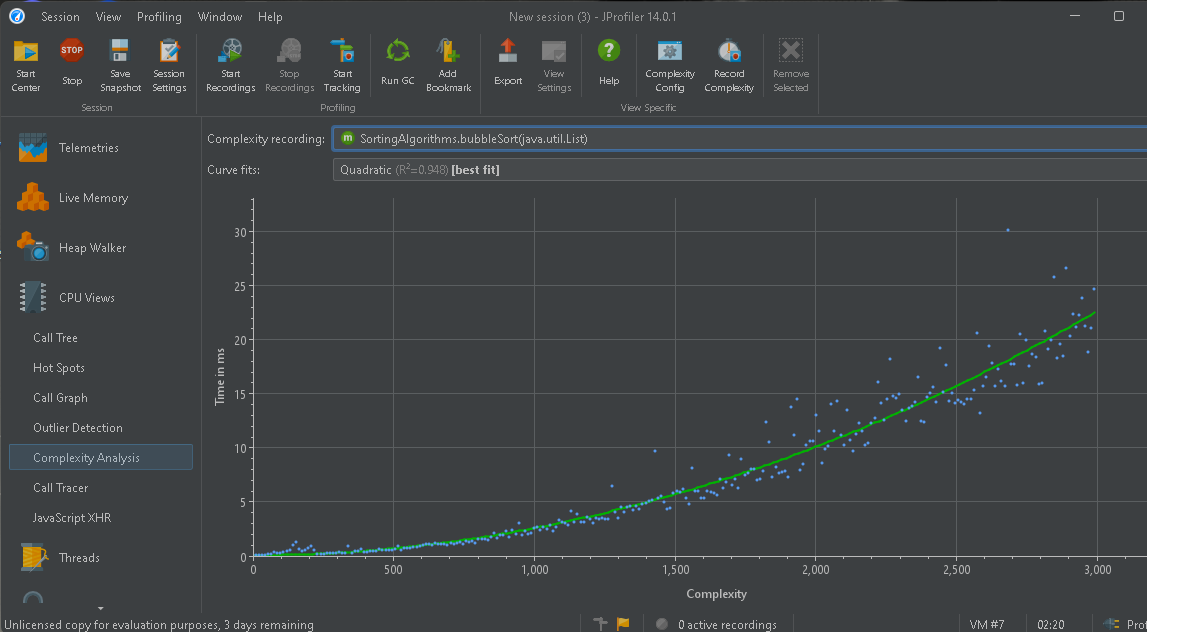 Session View Profiling Window Help New session (3) - JProfiler 14.0.1
Start Center
STOP Stop
Save Snapshot
Session Settings
Session
Start Recordings
Stop Recordings
Start Tracking
Run GC
Add Bookmark
Profiling
Export
View Settings
? Help
Complexity Config
Record Complexity
Remove Selected
View Specific
Telemetries
Live Memory
Heap Walker
CPU Views
Call Tree
Hot Spots
Call Graph
Outlier Detection
Complexity Analysis
Call Tracer
JavaScript XHR
Threads
Complexity recording: m SortingAlgorithms.bubbleSort(java.util.List)
Curve fits: Quadratic (R²=0.948) [best fit]
Time in ms
30
25
20
15
10
5
0
0 500 1,000 1,500 2,000 2,500 3,000
Complexity
Unlicensed copy for evaluation purposes, 3 days remaining 0 active recordings VM #7 02:20 Prof